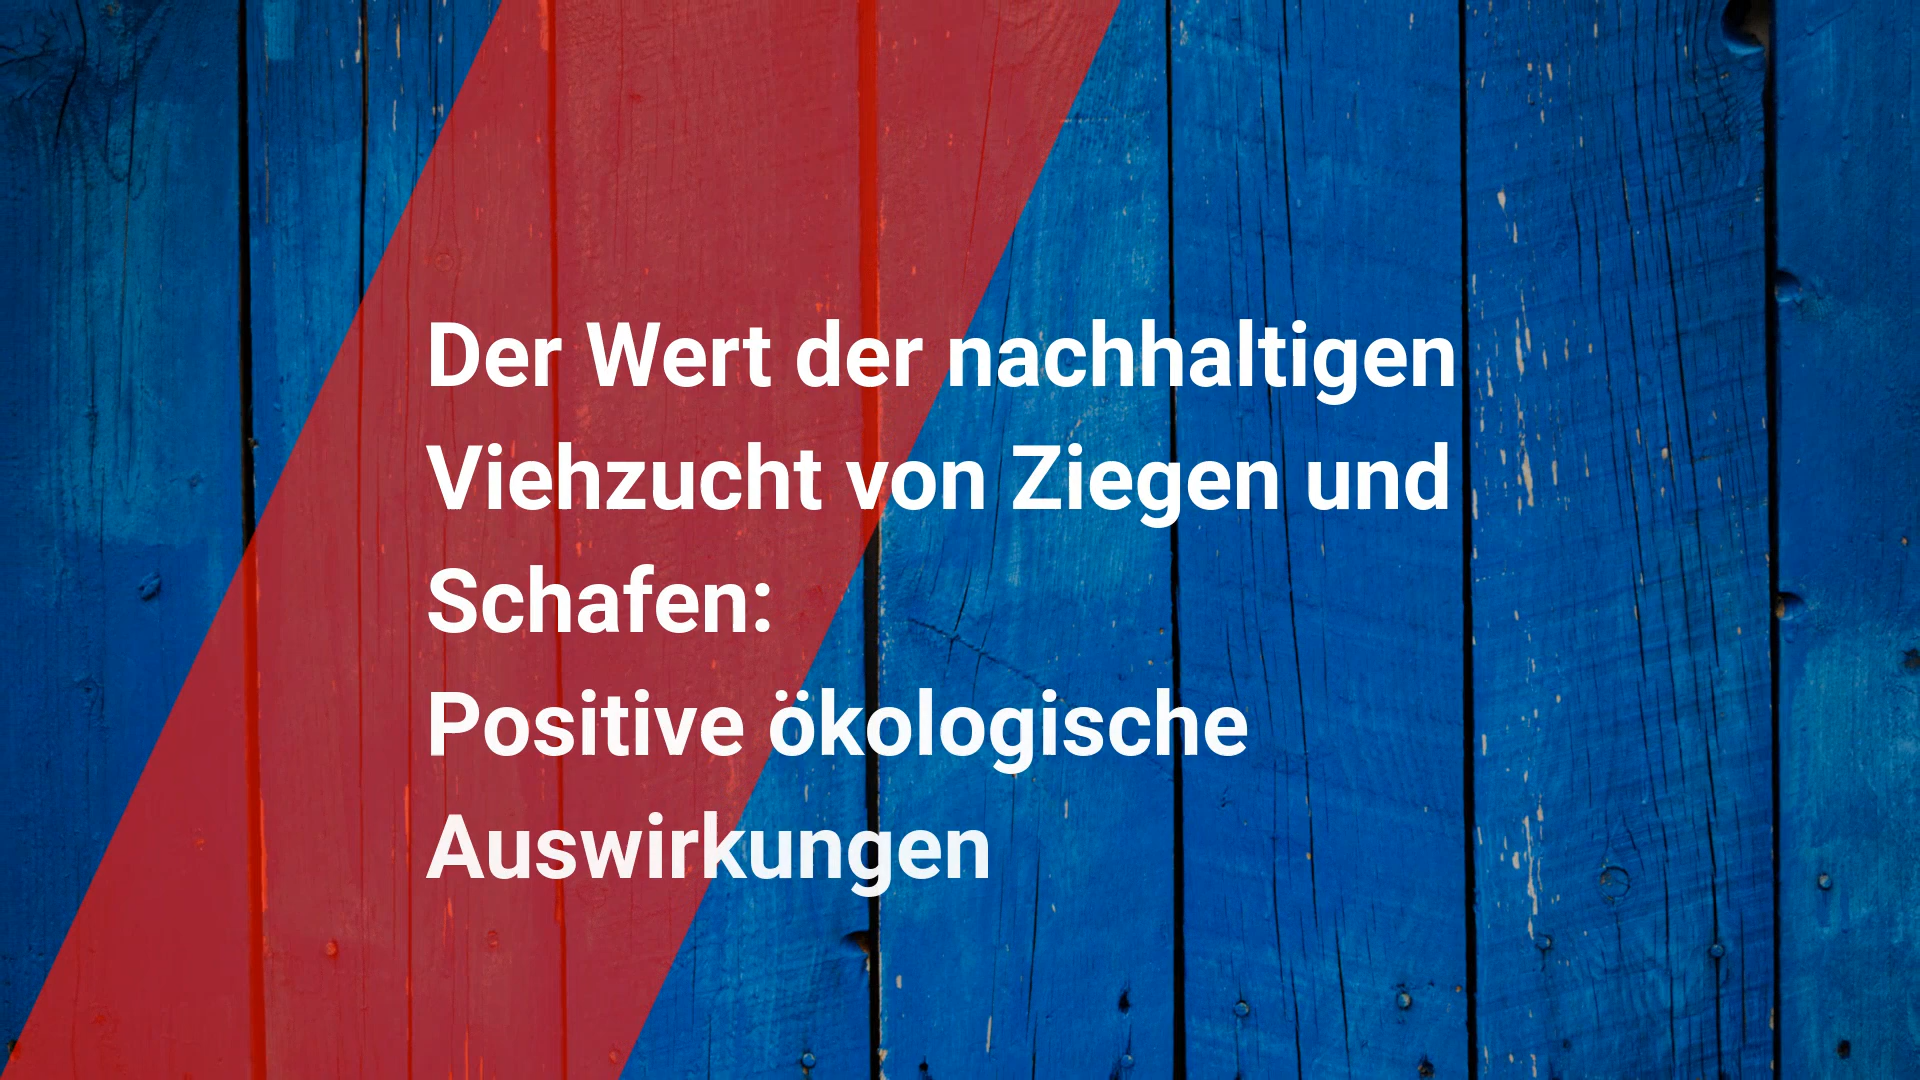 Der Wert der nachhaltigen
Viehzucht von Ziegen und
Schafen:
Positive ökologische
Auswirkungen